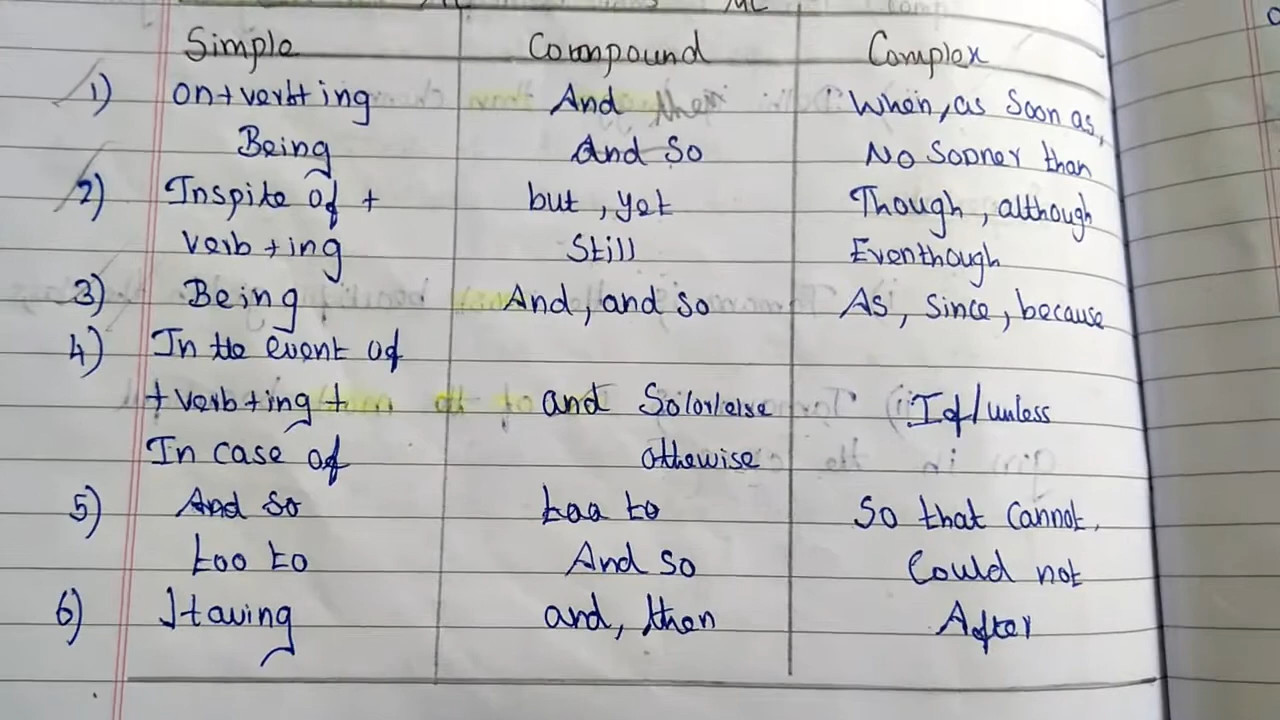 Simple Compound Complex
1) On+verb+ing And then When, as Soon as,
Being And So No Sooner than
2) Inspite of + but, yet Though, although
verb +ing Still Eventhough
3) Being And, and so As, Since, because
4) In the event of
+ verb+ing + and So/or/else If/unless
In case of othewise
5) And So too to So that Cannot,
too to And so Could not
6) Having and, then After